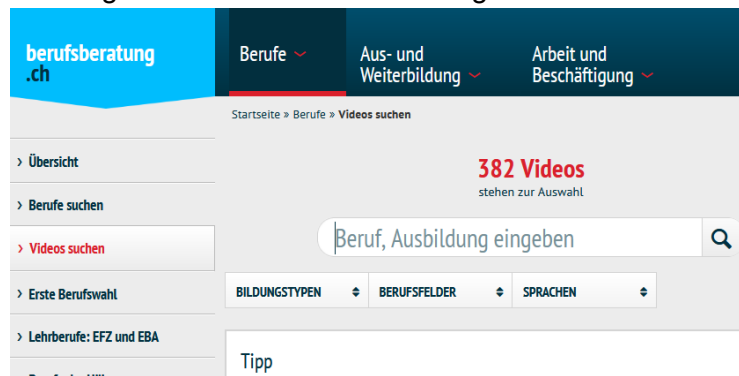 berufsberatung
.ch
Berufe
Aus- und
Weiterbildung
Arbeit und
Beschäftigung
Startseite » Berufe » Videos suchen
› Übersicht
› Berufe suchen
› Videos suchen
› Erste Berufswahl
› Lehrberufe: EFZ und EBA
382 Videos
stehen zur Auswahl
Beruf, Ausbildung eingeben
BILDUNGSTYPEN
BERUFSFELDER
SPRACHEN
Tipp